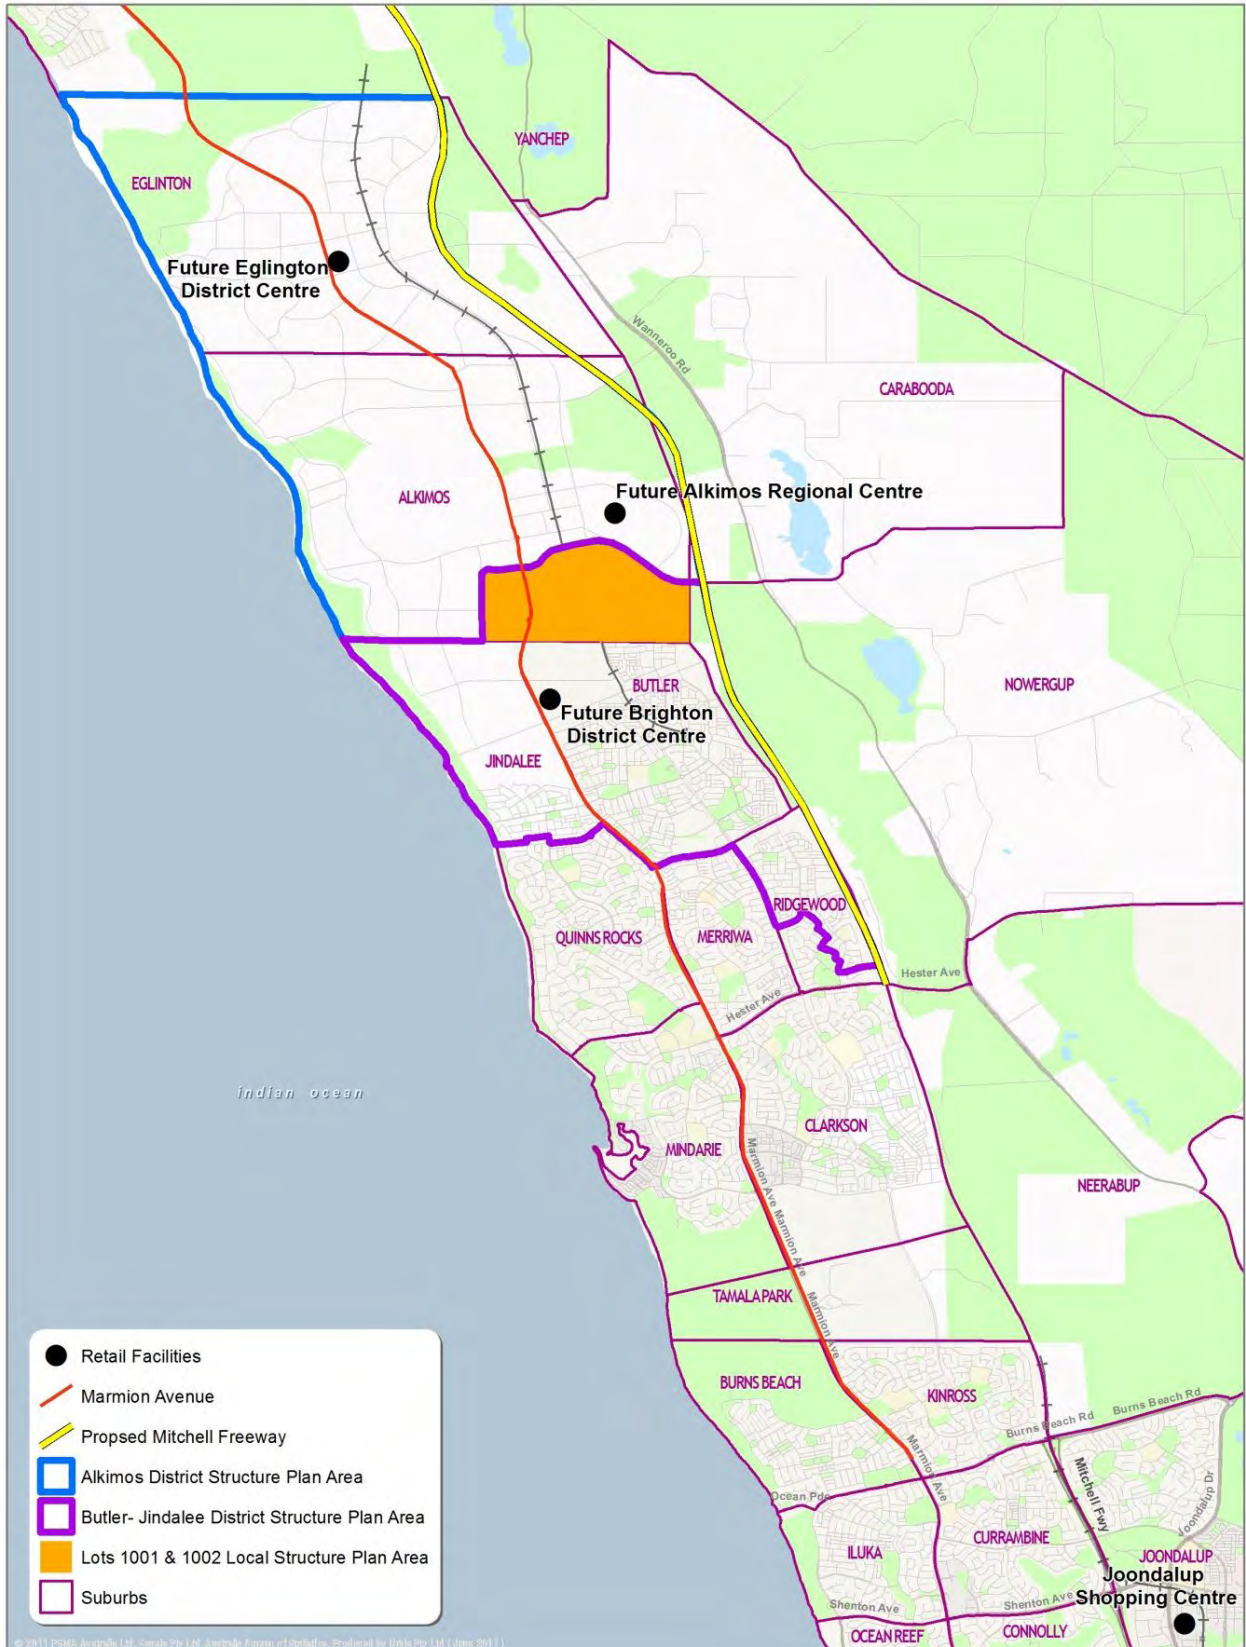 YANCHEP
EGLINTON
Future Eglington
District Centre
Wanneroo Rd
CARABOODA
ALKIMOS
Future Alkimos Regional Centre
BUTLER
NOWERGUP
Future Brighton
District Centre
JINDALEE
RIDGEWOOD
QUINNS ROCKS
MERRIWA
Hester Ave
Hester Ave
indian ocean
CLARKSON
MINDARIE
Marmion Ave
Marmion Ave
NEERABUP
TAMALA PARK
Marmion Ave
BURNS BEACH
KINROSS
Burns Beach Rd
Burns Beach Rd
Marmion Ave
Mitchell Fwy
Ocean Pde
Joondalup Dr
CURRAMBINE
ILUKA
JOONDALUP
Joondalup
Shopping Centre
Shenton Ave
Shenton Ave
OCEAN REEF
CONNOLLY
Retail Facilities
Marmion Avenue
Propsed Mitchell Freeway
Alkimos District Structure Plan Area
Butler- Jindalee District Structure Plan Area
Lots 1001 & 1002 Local Structure Plan Area
Suburbs